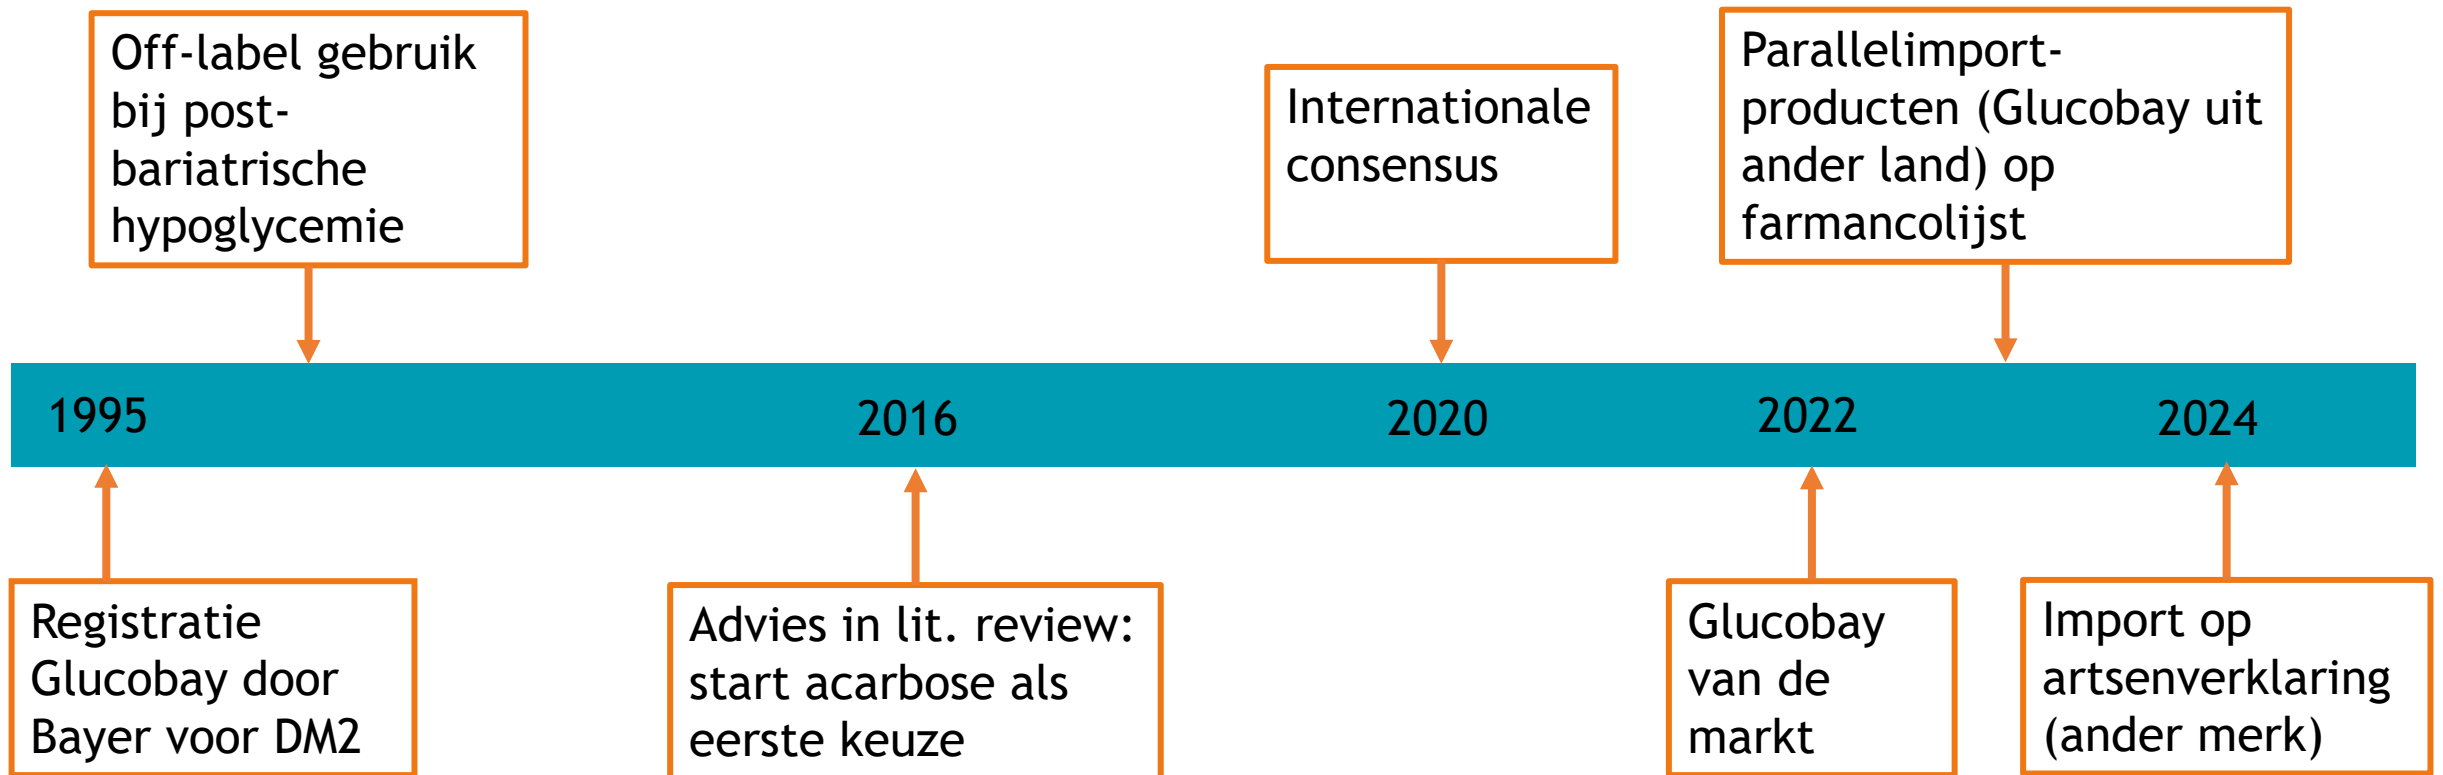 Off-label gebruik
bij post-
bariatrische
hypoglycemie
Internationale
consensus
Parallelimport-
producten (Glucobay uit
ander land) op
farmancolijst
1995
2016
2020
2022
2024
Registratie
Glucobay door
Bayer voor DM2
Advies in lit. review:
start acarbose als
eerste keuze
Glucobay
van de
markt
Import op
artsenverklaring
(ander merk)